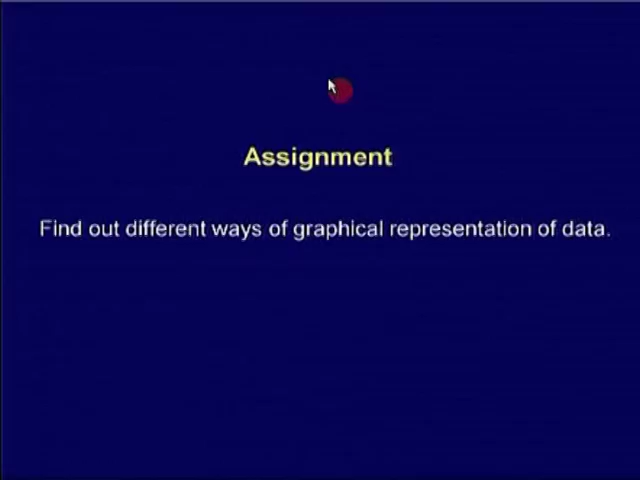 Assignment
Find out different ways of graphical representation of data.